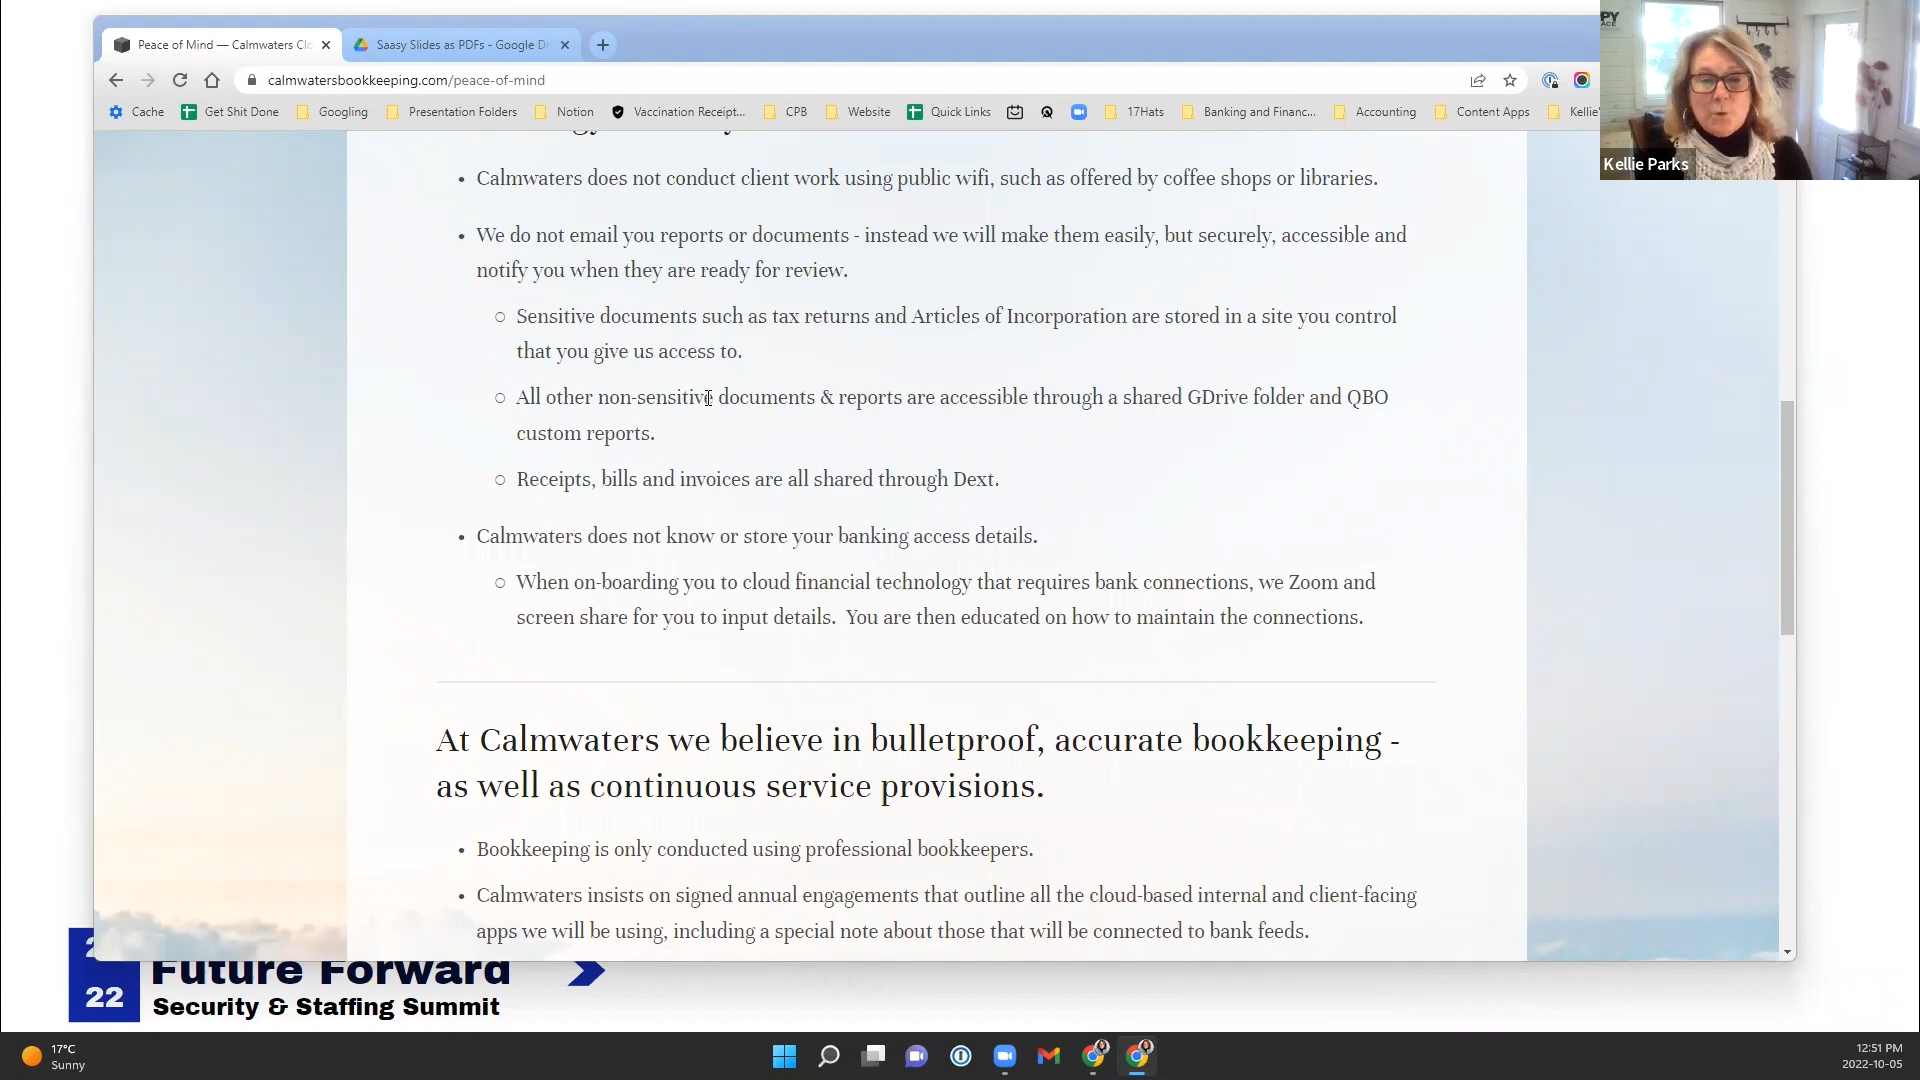 Peace of Mind — Calmwaters Clo
Saasy Slides as PDFs - Google Dr
calmwatersbookkeeping.com/peace-of-mind
Cache
Get Shit Done
Googling
Presentation Folders
Notion
Vaccination Receipt...
CPB
Website
Quick Links
17Hats
Banking and Financ...
Accounting
Content Apps
Kellie'
Kellie Parks
• Calmwaters does not conduct client work using public wifi, such as offered by coffee shops or libraries.
• We do not email you reports or documents - instead we will make them easily, but securely, accessible and
notify you when they are ready for review.
○ Sensitive documents such as tax returns and Articles of Incorporation are stored in a site you control
that you give us access to.
○ All other non-sensitive documents & reports are accessible through a shared GDrive folder and QBO
custom reports.
○ Receipts, bills and invoices are all shared through Dext.
• Calmwaters does not know or store your banking access details.
○ When on-boarding you to cloud financial technology that requires bank connections, we Zoom and
screen share for you to input details. You are then educated on how to maintain the connections.
At Calmwaters we believe in bulletproof, accurate bookkeeping -
as well as continuous service provisions.
• Bookkeeping is only conducted using professional bookkeepers.
• Calmwaters insists on signed annual engagements that outline all the cloud-based internal and client-facing
apps we will be using, including a special note about those that will be connected to bank feeds.
22
Future Forward
Security & Staffing Summit
17°C
Sunny
12:51 PM
2022-10-05